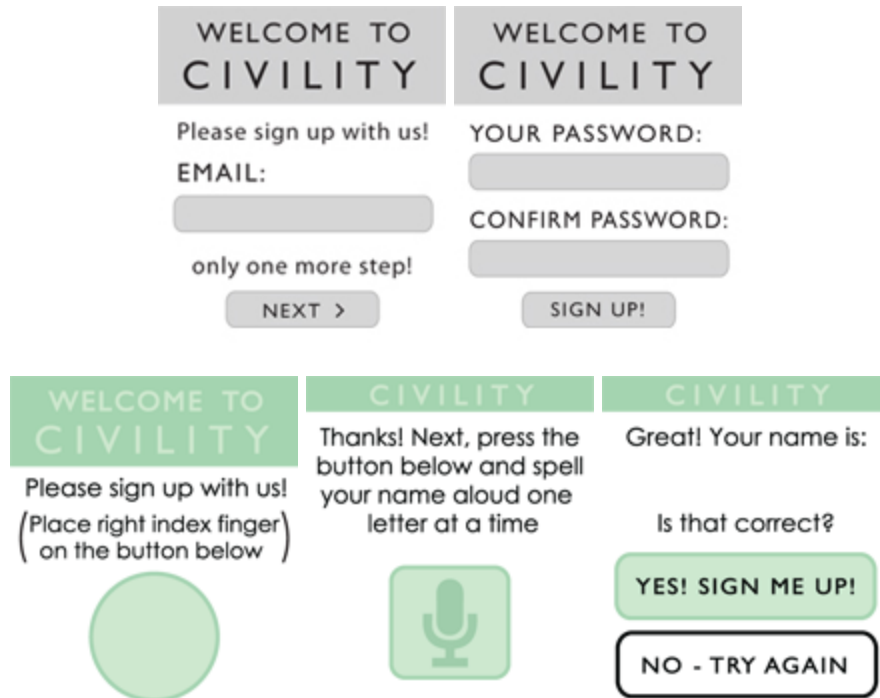 WELCOME TO
CIVILITY
Please sign up with us!
EMAIL:
only one more step!
NEXT >
WELCOME TO
CIVILITY
YOUR PASSWORD:
CONFIRM PASSWORD:
SIGN UP!
WELCOME TO
CIVILITY
Please sign up with us!
(Place right index finger
on the button below)
CIVILITY
Thanks! Next, press the
button below and spell
your name aloud one
letter at a time
CIVILITY
Great! Your name is:
Is that correct?
YES! SIGN ME UP!
NO - TRY AGAIN